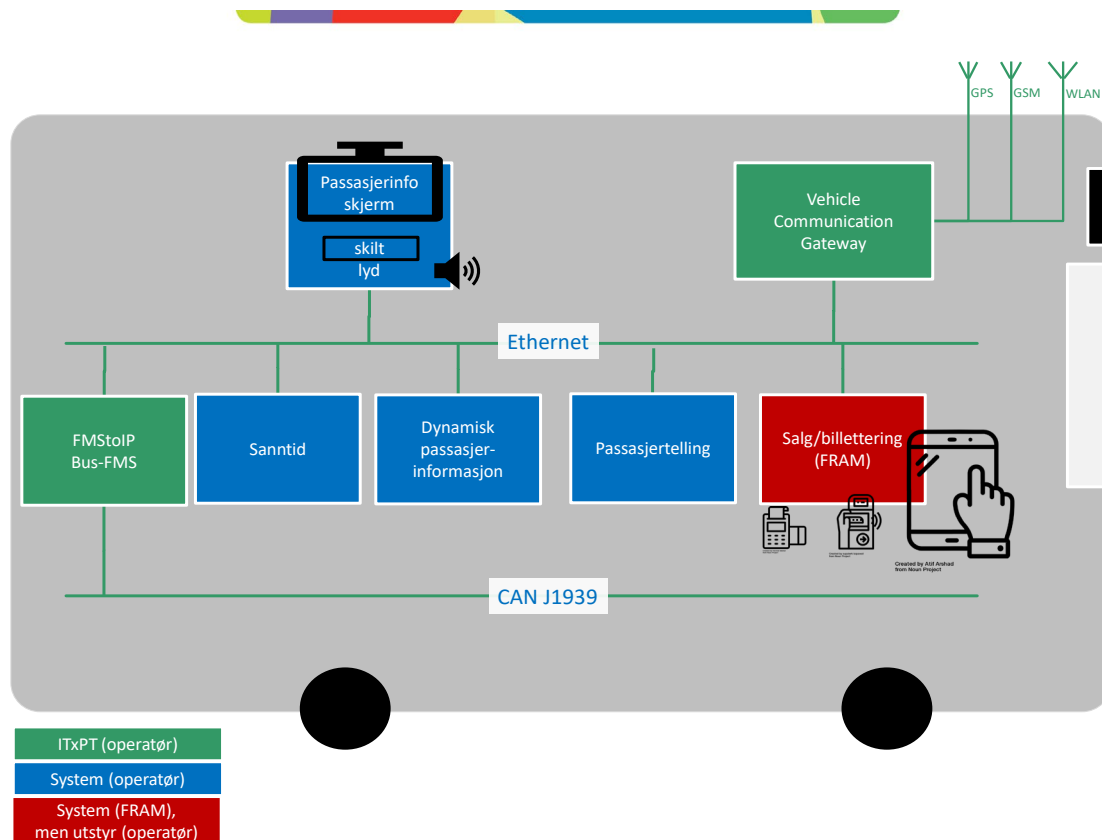 GPS
GSM
WLAN
Passasjerinfo
skjerm
skilt
lyd
Vehicle
Communication
Gateway
Ethernet
FMStoIP
Bus-FMS
Sanntid
Dynamisk
passasjer-
informasjon
Passasjertelling
Salg/billettering
(FRAM)
Created by Atif Arshad
from Noun Project
CAN J1939
ITxPT (operatør)
System (operatør)
System (FRAM),
men utstyr (operatør)